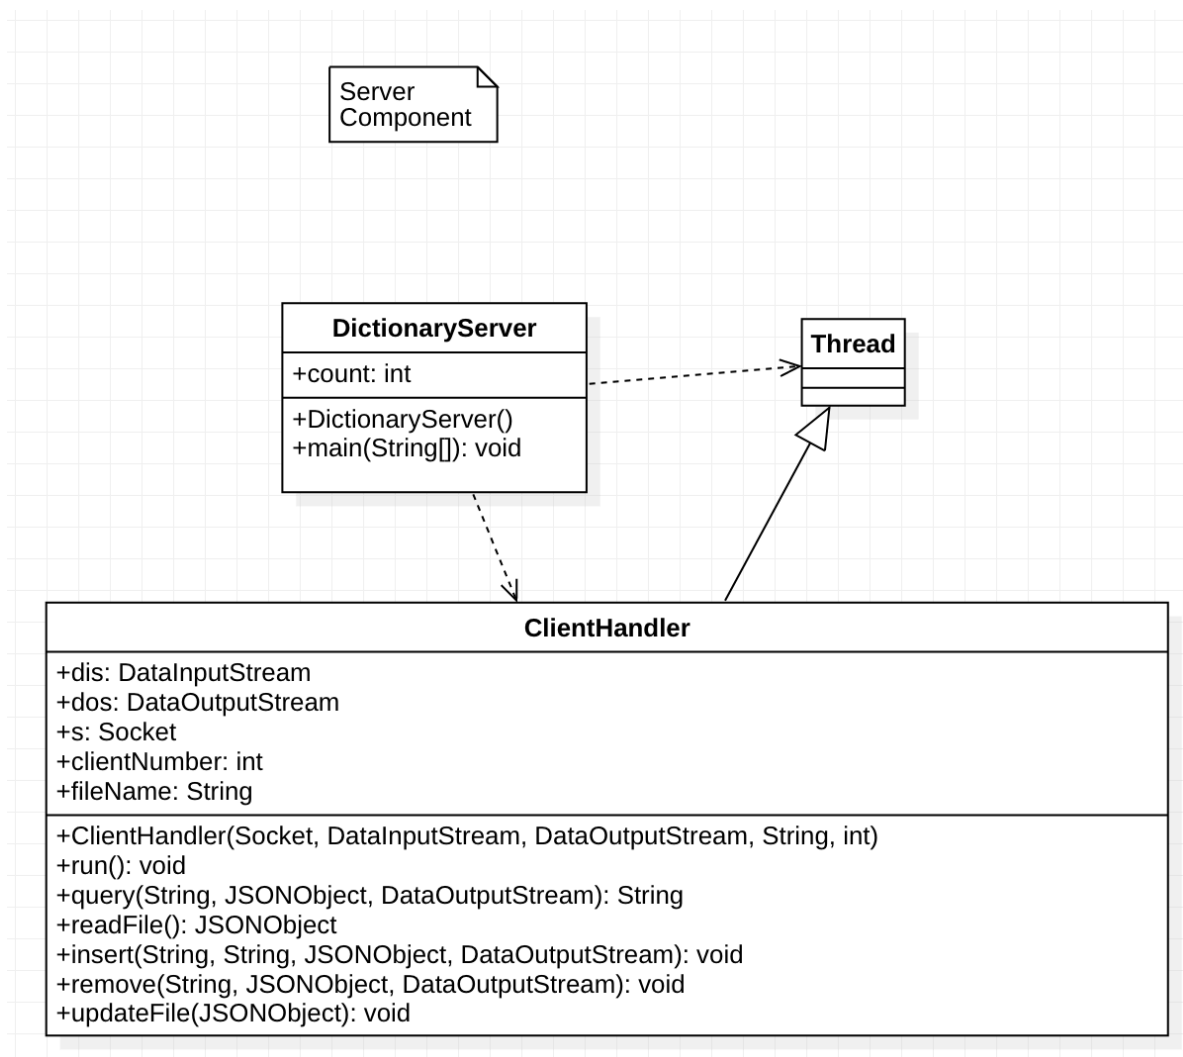 Server
Component
DictionaryServer
+count: int
+DictionaryServer()
+main(String[]): void
Thread
ClientHandler
+dis: DataInputStream
+dos: DataOutputStream
+s: Socket
+clientNumber: int
+fileName: String
+ClientHandler(Socket, DataInputStream, DataOutputStream, String, int)
+run(): void
+query(String, JSONObject, DataOutputStream): String
+readFile(): JSONObject
+insert(String, String, JSONObject, DataOutputStream): void
+remove(String, JSONObject, DataOutputStream): void
+updateFile(JSONObject): void